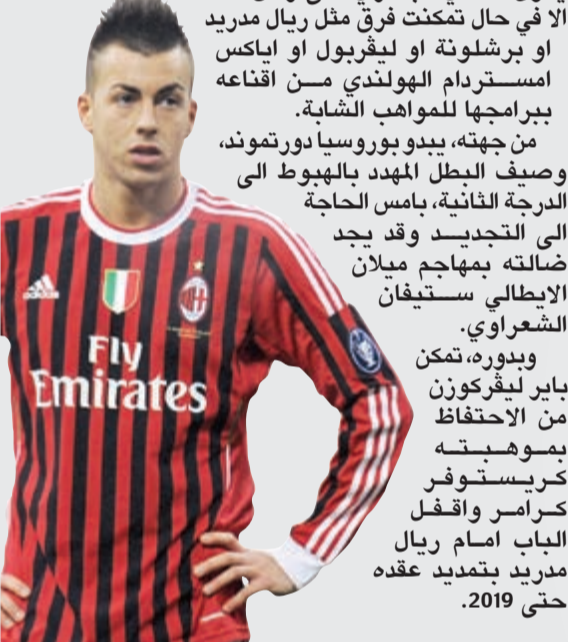 الا في حال تمكنت فرق مثل ريال مدريد
او برشلونة او ليڤربول او اياكس
امستردام الهولندي من اقناعه
ببرامجها للمواهب الشابة.
من جهته، يبدو بوروسيا دورتموند،
وصيف البطل المهدد بالهبوط الى
الدرجة الثانية، بامس الحاجة
الى التجديد وقد يجد
ضالته بمهاجم ميلان
الايطالي ستيفان
الشعراوي.
وبدوره، تمكن
باير ليڤركوزن
من الاحتفاظ
بموهبته
كريستوفر
كرامر واقفل
الباب امام ريال
مدريد بتمديد عقده
حتى 2019.
adidas
Fly
Emirates